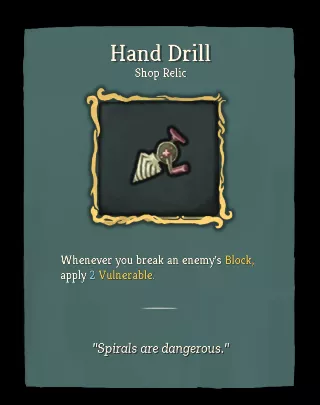 Hand Drill
Shop Relic
Whenever you break an enemy's Block,
apply 2 Vulnerable.
"Spirals are dangerous."